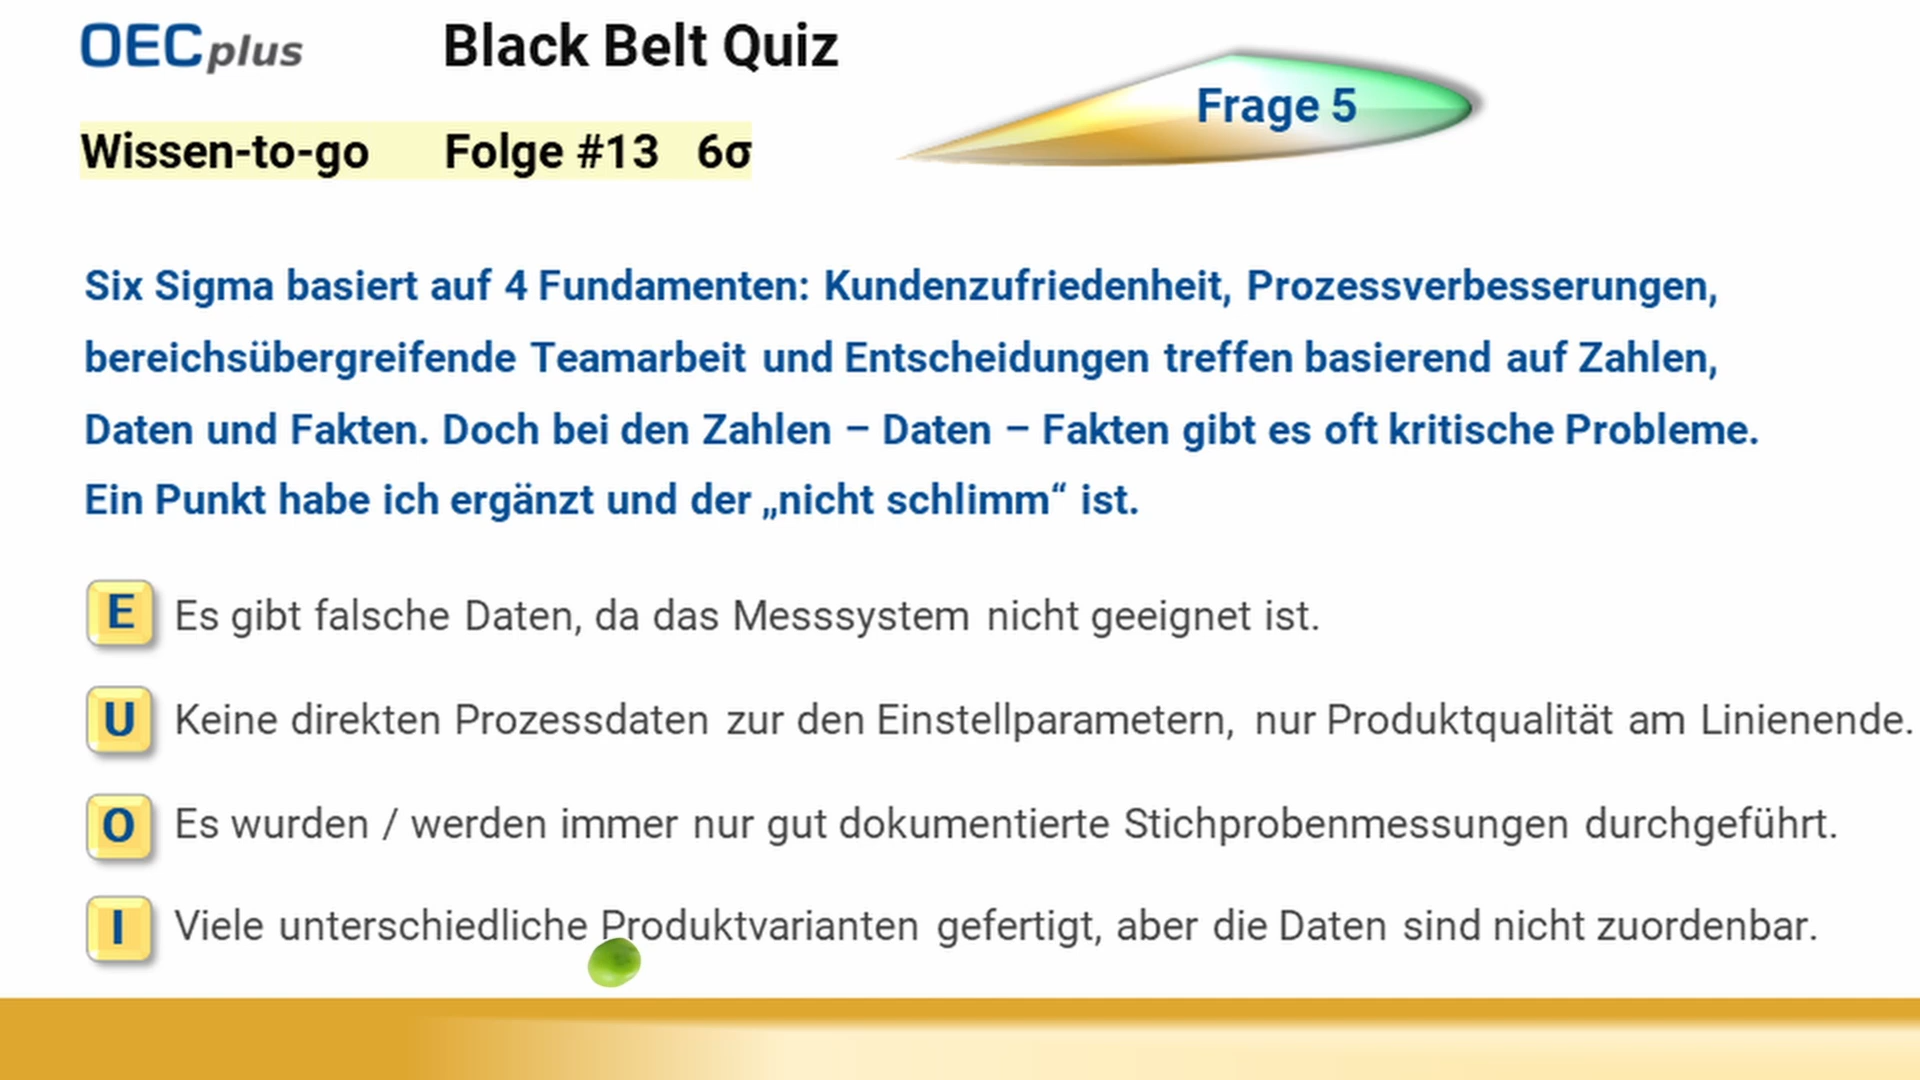 OECplus
Black Belt Quiz
Frage 5
Wissen-to-go Folge #13 6σ
Six Sigma basiert auf 4 Fundamenten: Kundenzufriedenheit, Prozessverbesserungen,
bereichsübergreifende Teamarbeit und Entscheidungen treffen basierend auf Zahlen,
Daten und Fakten. Doch bei den Zahlen – Daten – Fakten gibt es oft kritische Probleme.
Ein Punkt habe ich ergänzt und der „nicht schlimm“ ist.
E Es gibt falsche Daten, da das Messsystem nicht geeignet ist.
U Keine direkten Prozessdaten zur den Einstellparametern, nur Produktqualität am Linienende.
O Es wurden / werden immer nur gut dokumentierte Stichprobenmessungen durchgeführt.
I Viele unterschiedliche Produktvarianten gefertigt, aber die Daten sind nicht zuordenbar.